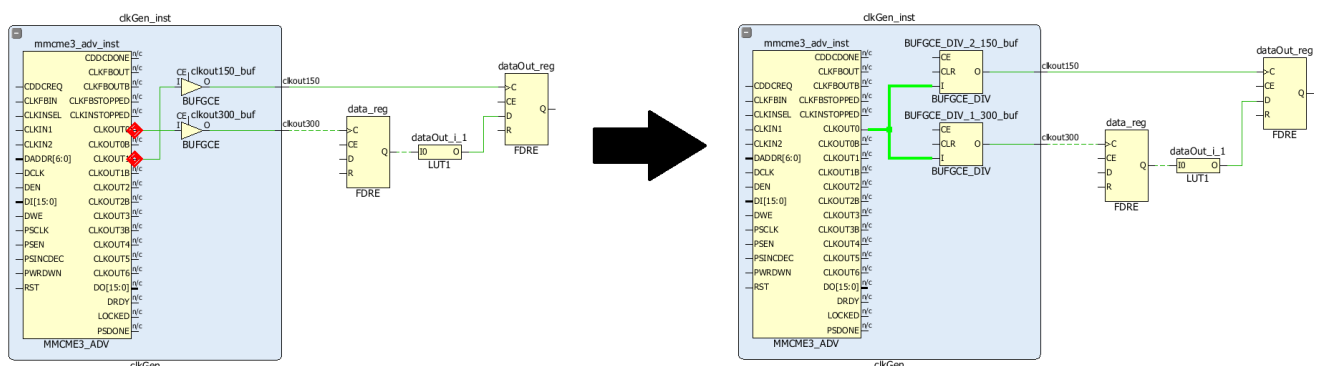 clkGen_inst
mmcme3_adv_inst
CDDCREQ
CLKFBIN
CLKINSEL
CLKIN1
CLKIN2
DADDR[6:0]
DCLK
DEN
DI[15:0]
DWE
PSCLK
PSEN
PSINCDEC
PWRDWN
RST
CDDCDONE n/c
CLKFBOUT n/c
CLKFBOUTB n/c
CLKFBSTOPPED n/c
CLKINSTOPPED n/c
CLKOUT0
CLKOUT0B n/c
CLKOUT1
CLKOUT1B n/c
CLKOUT2 n/c
CLKOUT2B n/c
CLKOUT3 n/c
CLKOUT3B n/c
CLKOUT4 n/c
CLKOUT5 n/c
CLKOUT6 n/c
DO[15:0] n/c
DRDY n/c
LOCKED n/c
PSDONE n/c
MMCME3_ADV
CE clkout150_buf
I O
BUFGCE
CE clkout300_buf
I O
BUFGCE
clkout150
clkout300
data_reg
C
CE
D
R
Q
FDRE
dataOut_i_1
I0 O
LUT1
dataOut_reg
C
CE
D
R
Q
FDRE
clkGen
clkGen_inst
mmcme3_adv_inst
CDDCREQ
CLKFBIN
CLKINSEL
CLKIN1
CLKIN2
DADDR[6:0]
DCLK
DEN
DI[15:0]
DWE
PSCLK
PSEN
PSINCDEC
PWRDWN
RST
CDDCDONE n/c
CLKFBOUT n/c
CLKFBOUTB n/c
CLKFBSTOPPED n/c
CLKINSTOPPED n/c
CLKOUT0
CLKOUT0B n/c
CLKOUT1 n/c
CLKOUT1B n/c
CLKOUT2 n/c
CLKOUT2B n/c
CLKOUT3 n/c
CLKOUT3B n/c
CLKOUT4 n/c
CLKOUT5 n/c
CLKOUT6 n/c
DO[15:0] n/c
DRDY n/c
LOCKED n/c
PSDONE n/c
MMCME3_ADV
BUFGCE_DIV_2_150_buf
CE
CLR
I
O
BUFGCE_DIV
BUFGCE_DIV_1_300_buf
CE
CLR
I
O
BUFGCE_DIV
clkout150
clkout300
data_reg
C
CE
D
R
Q
FDRE
dataOut_i_1
I0 O
LUT1
dataOut_reg
C
CE
D
R
Q
FDRE
clkGen